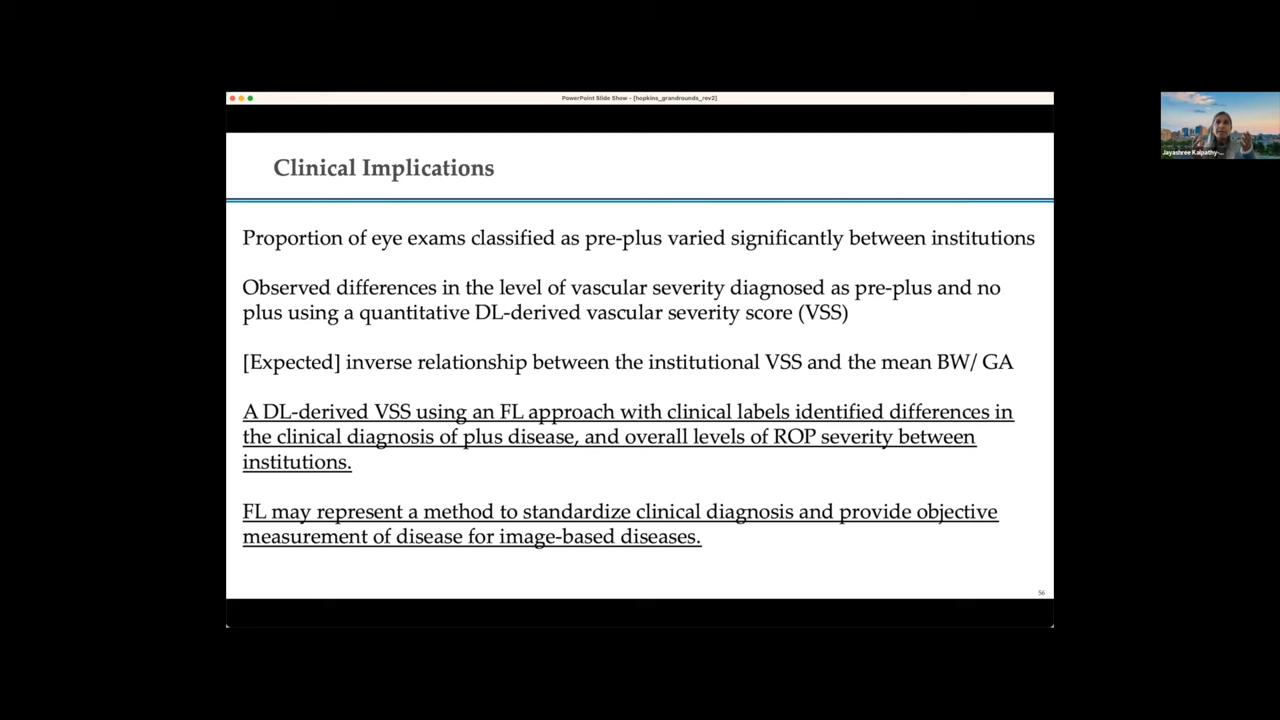 PowerPoint Slide Show - [hopkins_grandrounds_rev2]
Jayashree Kalpathy-...
Clinical Implications
Proportion of eye exams classified as pre-plus varied significantly between institutions
Observed differences in the level of vascular severity diagnosed as pre-plus and no
plus using a quantitative DL-derived vascular severity score (VSS)
[Expected] inverse relationship between the institutional VSS and the mean BW/ GA
A DL-derived VSS using an FL approach with clinical labels identified differences in
the clinical diagnosis of plus disease, and overall levels of ROP severity between
institutions.
FL may represent a method to standardize clinical diagnosis and provide objective
measurement of disease for image-based diseases.
56